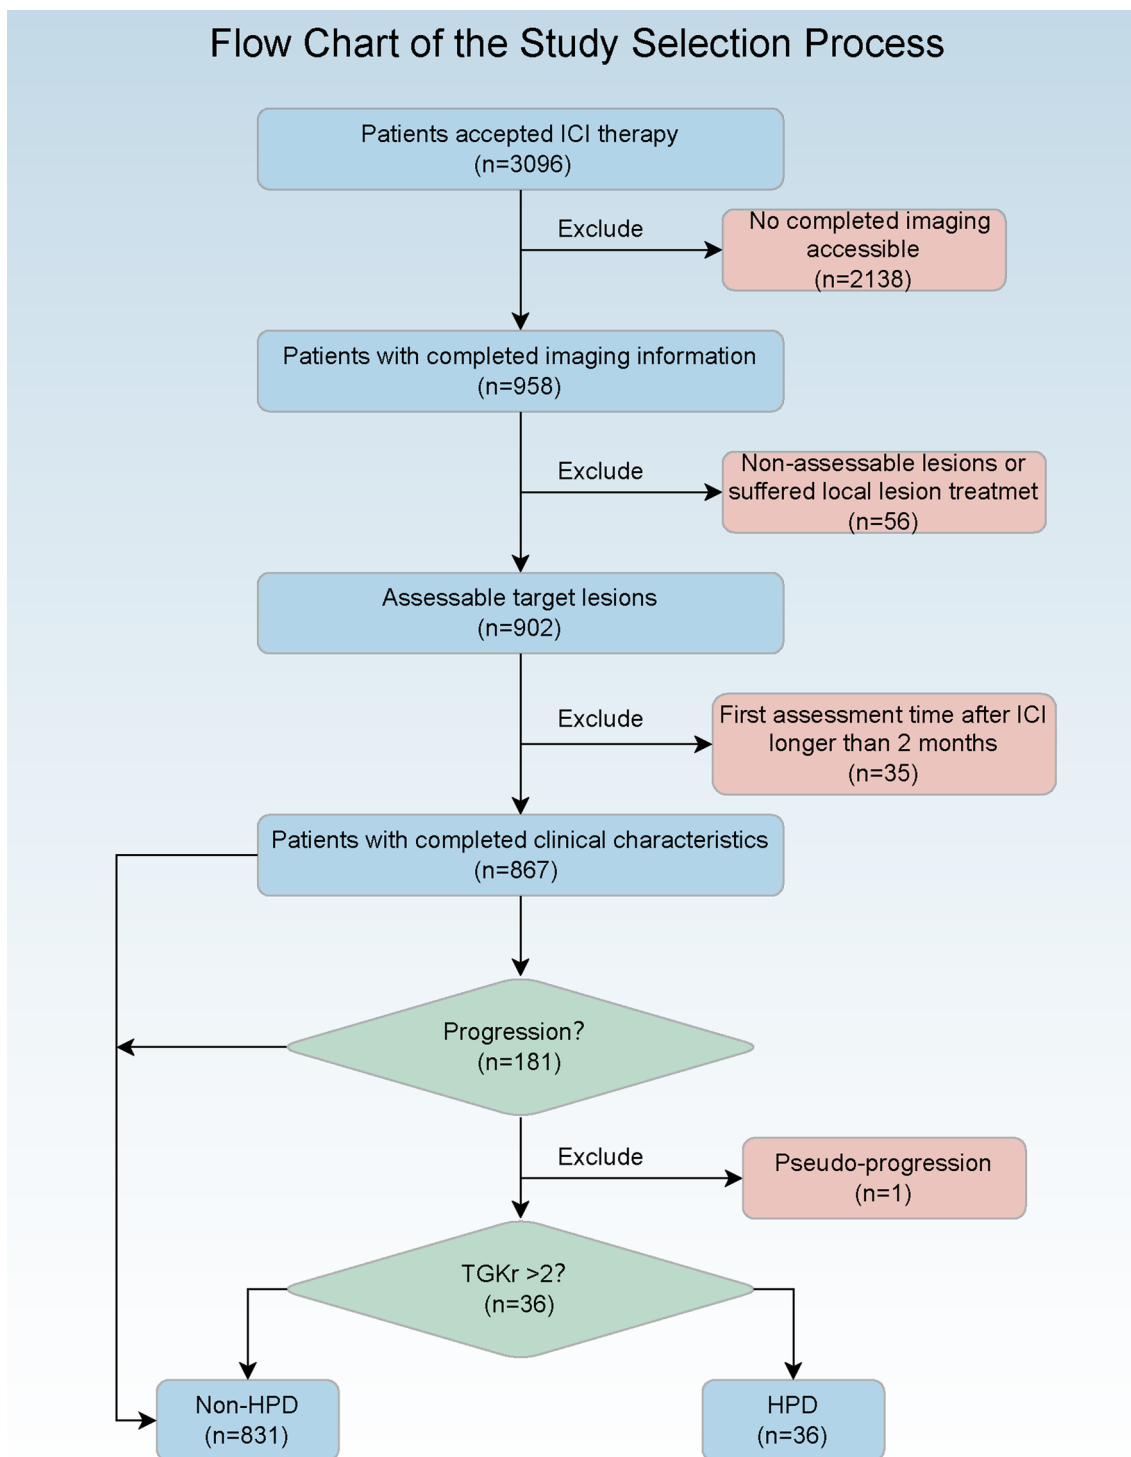 Flow Chart of the Study Selection Process
Patients accepted ICI therapy
(n=3096)
Exclude
No completed imaging
accessible
(n=2138)
Patients with completed imaging information
(n=958)
Exclude
Non-assessable lesions or
suffered local lesion treatmet
(n=56)
Assessable target lesions
(n=902)
Exclude
First assessment time after ICI
longer than 2 months
(n=35)
Patients with completed clinical characteristics
(n=867)
Progression?
(n=181)
Exclude
Pseudo-progression
(n=1)
TGKr >2?
(n=36)
Non-HPD
(n=831)
HPD
(n=36)